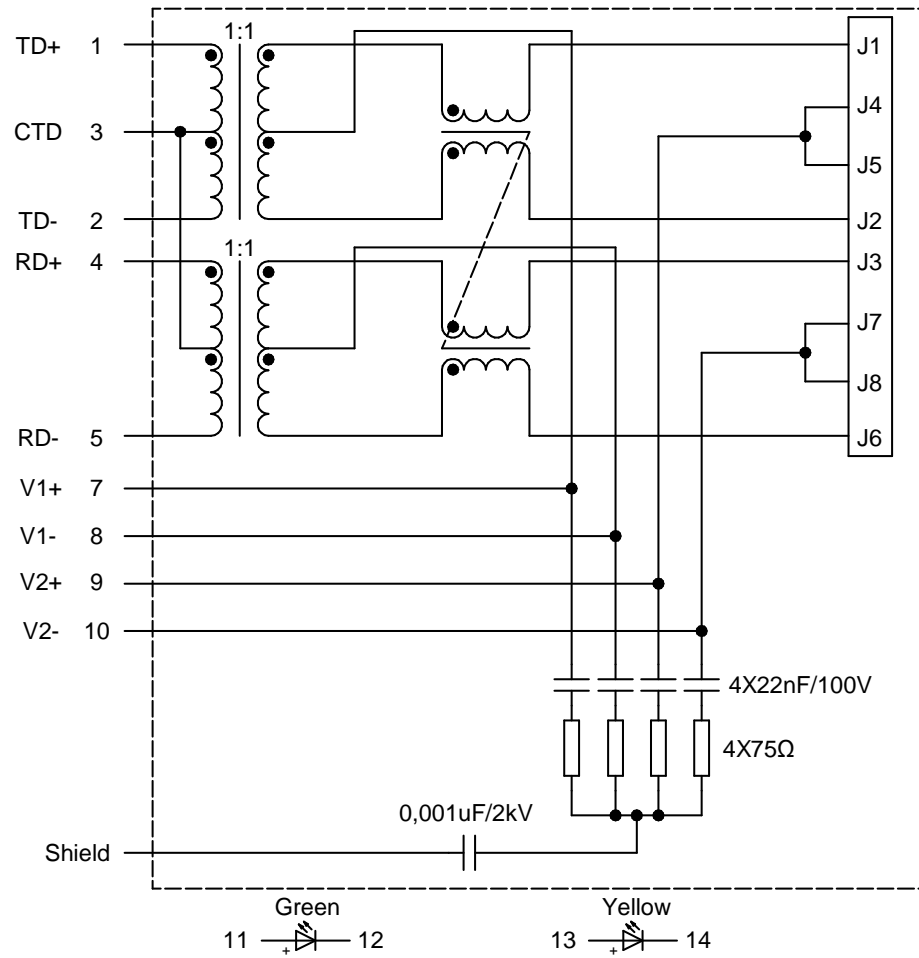 TD+ 1 1:1 J1
J4
CTD 3
J5
TD- 2 J2
1:1
RD+ 4 J3
J7
J8
RD- 5 J6
V1+ 7
V1- 8
V2+ 9
V2- 10
4X22nF/100V
4X75Ω
0,001uF/2kV
Shield
Green Yellow
11 + 12 13 + 14